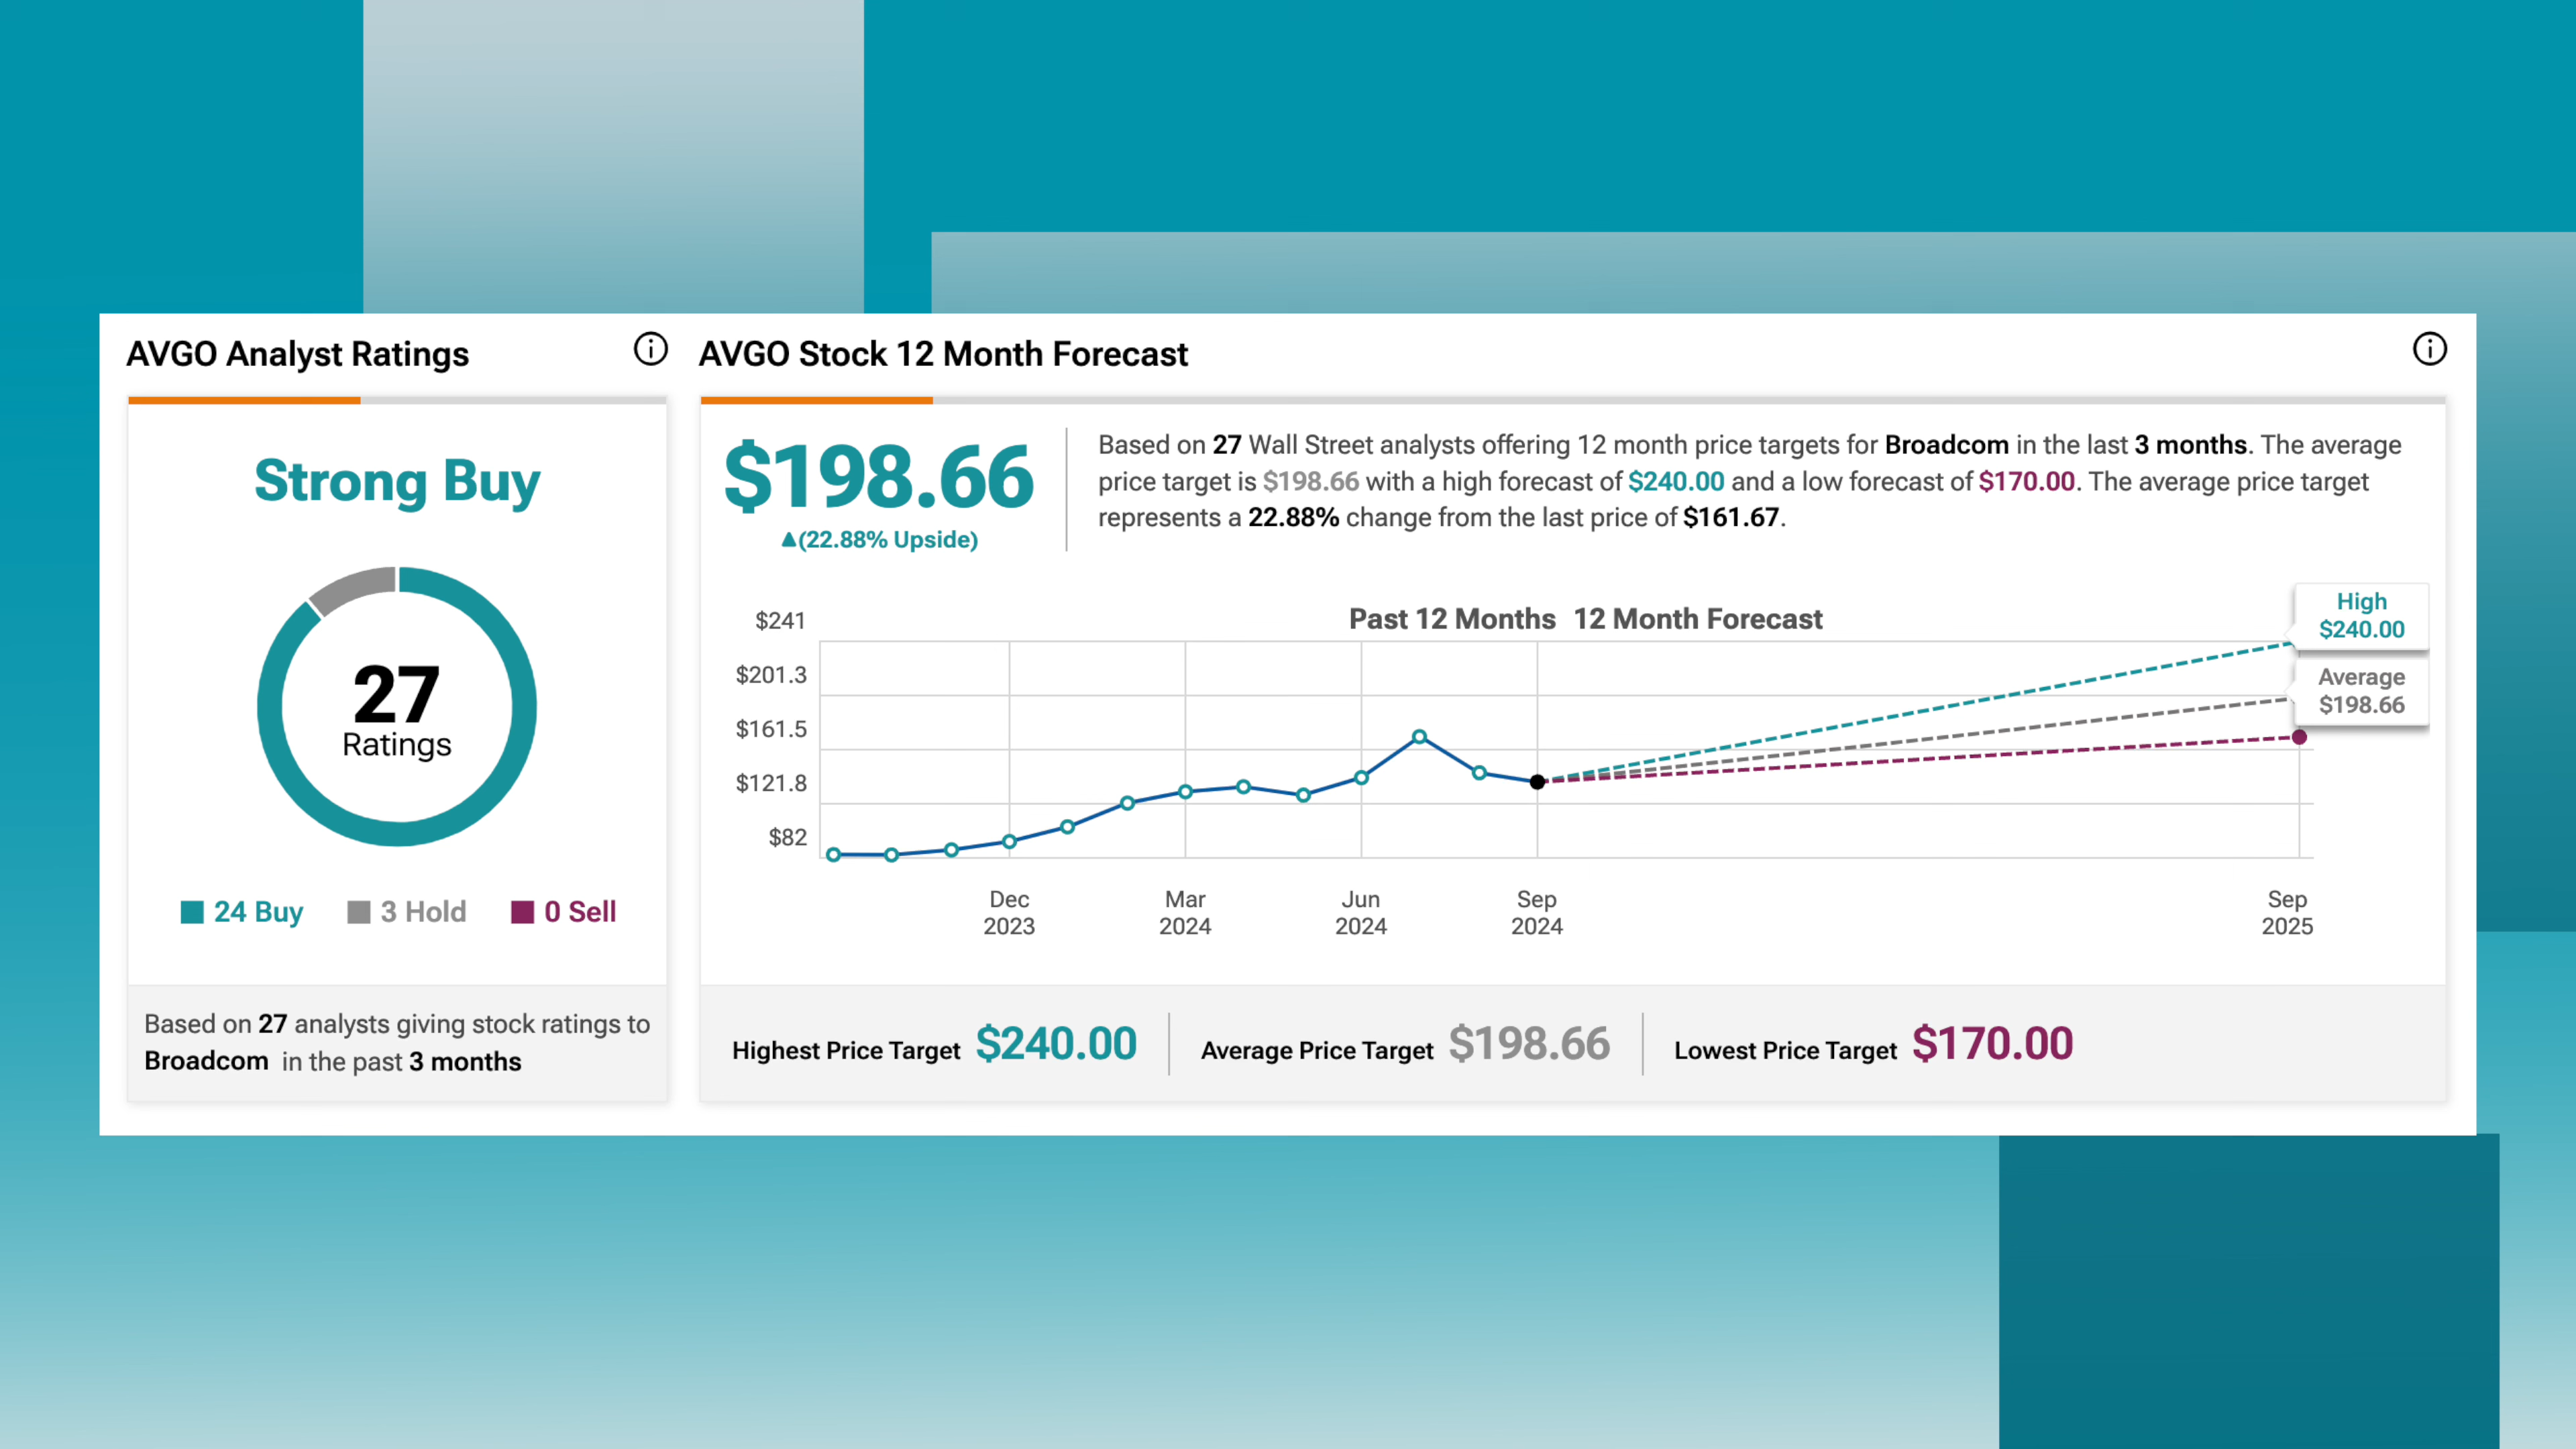 AVGO Analyst Ratings
Strong Buy
27
Ratings
24 Buy 3 Hold 0 Sell
Based on 27 analysts giving stock ratings to
Broadcom in the past 3 months
AVGO Stock 12 Month Forecast
$198.66
▲(22.88% Upside)
Based on 27 Wall Street analysts offering 12 month price targets for Broadcom in the last 3 months. The average
price target is $198.66 with a high forecast of $240.00 and a low forecast of $170.00. The average price target
represents a 22.88% change from the last price of $161.67.
Past 12 Months 12 Month Forecast
$241
$201.3
$161.5
$121.8
$82
High
$240.00
Average
$198.66
Dec
2023
Mar
2024
Jun
2024
Sep
2024
Sep
2025
Highest Price Target $240.00
Average Price Target $198.66
Lowest Price Target $170.00